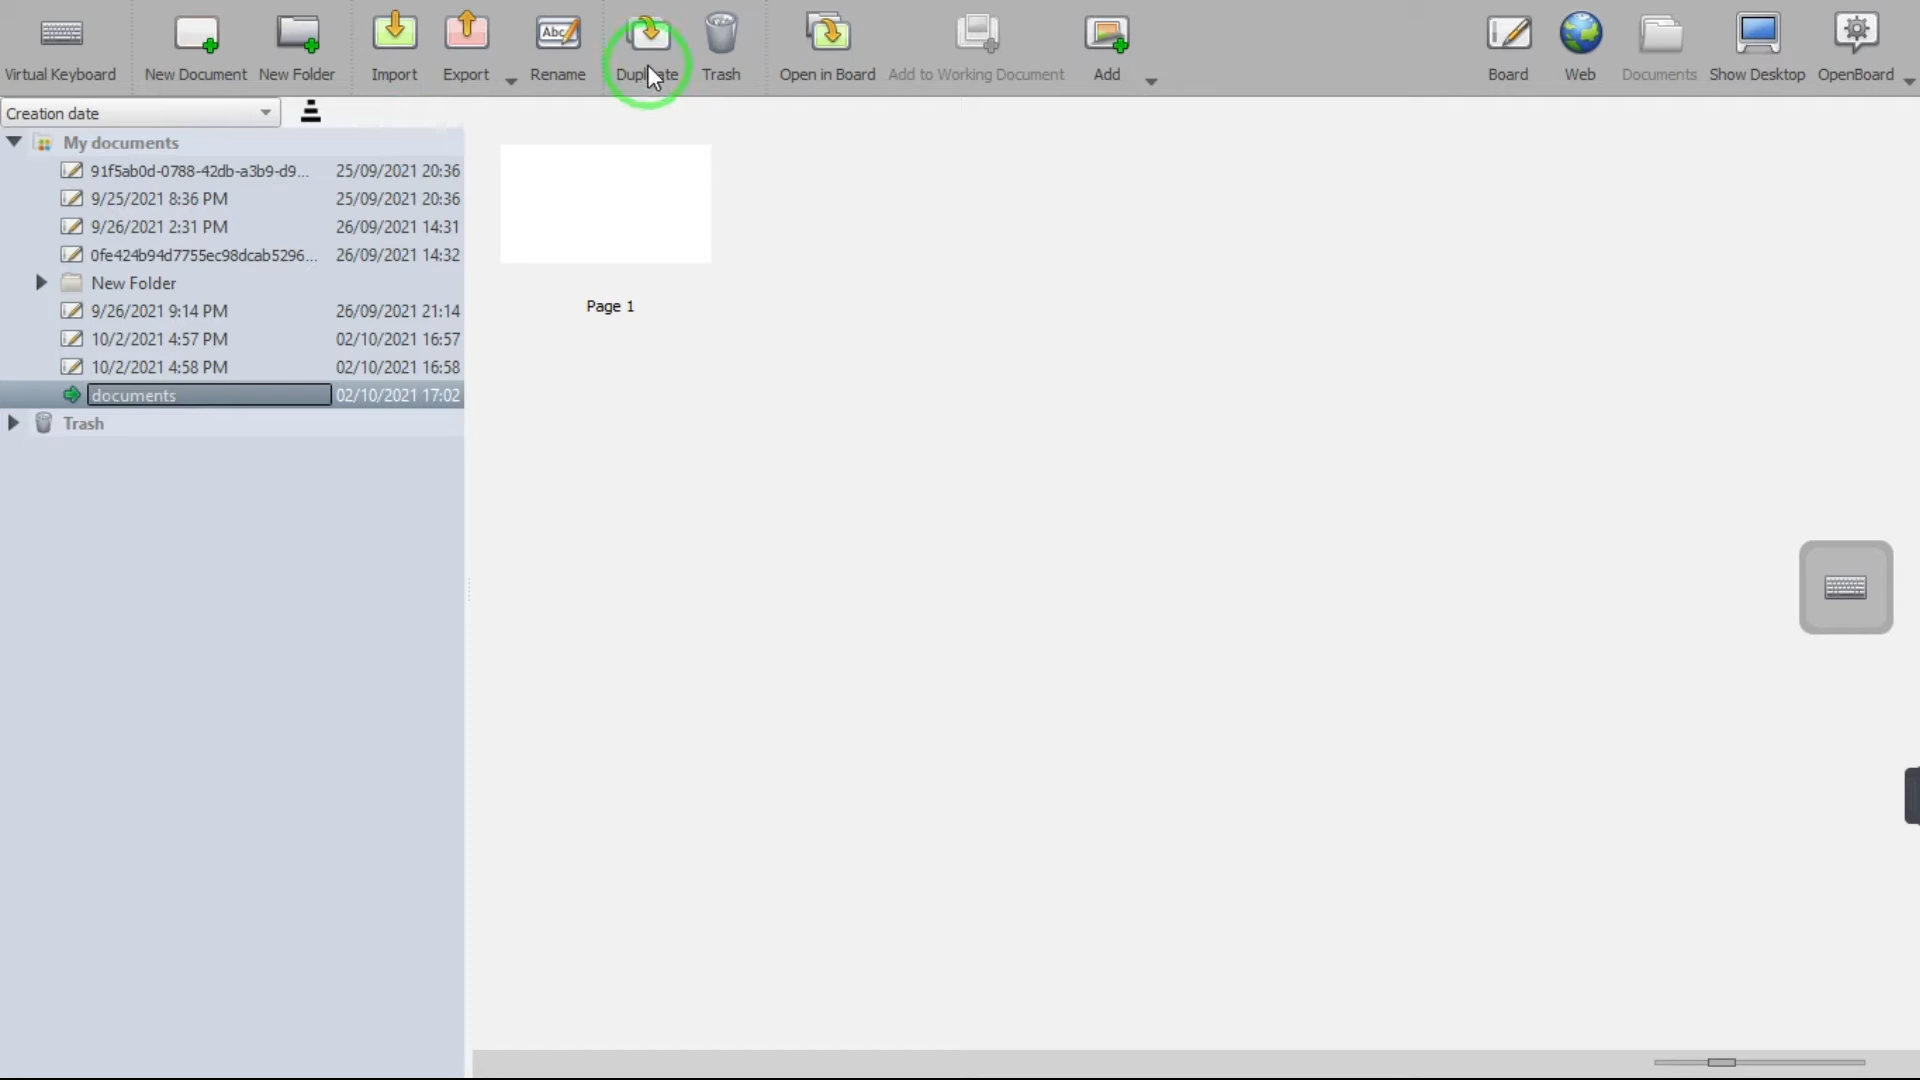 Virtual Keyboard New Document New Folder Import Export Rename Duplicate Trash Open in Board Add to Working Document Add Board Web Documents Show Desktop OpenBoard
Creation date
My documents
91f5ab0d-0788-42db-a3b9-d9... 25/09/2021 20:36
9/25/2021 8:36 PM 25/09/2021 20:36
9/26/2021 2:31 PM 26/09/2021 14:31
0fe424b94d7755ec98dcab5296... 26/09/2021 14:32
New Folder
9/26/2021 9:14 PM 26/09/2021 21:14
10/2/2021 4:57 PM 02/10/2021 16:57
10/2/2021 4:58 PM 02/10/2021 16:58
documents 02/10/2021 17:02
Trash
Page 1